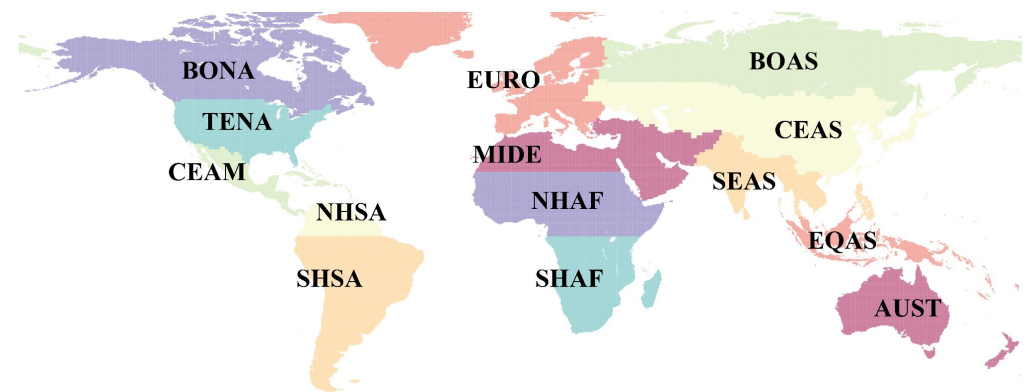 BONA
BOAS
EURO
TENA
CEAS
MIDE
CEAM
SEAS
NHAF
NHSA
EQAS
SHSA
SHAF
AUST